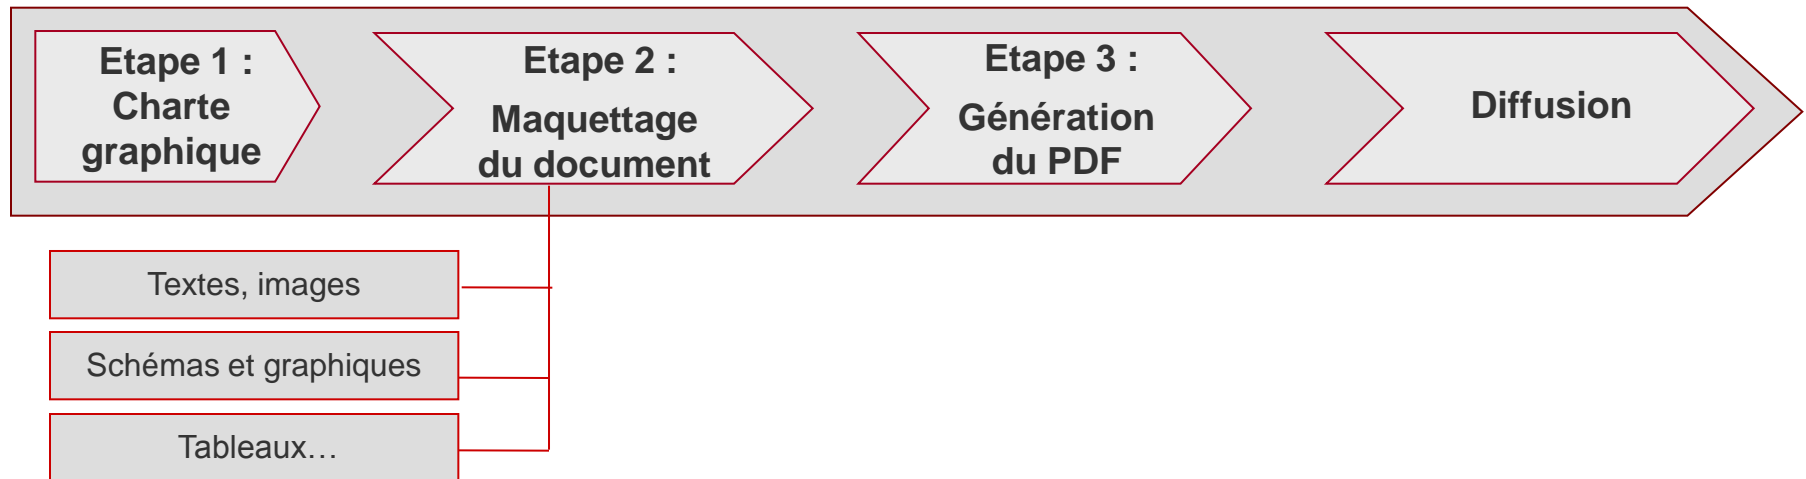 Etape 1 :
Charte
graphique
Etape 2 :
Maquettage
du document
Etape 3 :
Génération
du PDF
Diffusion
Textes, images
Schémas et graphiques
Tableaux…